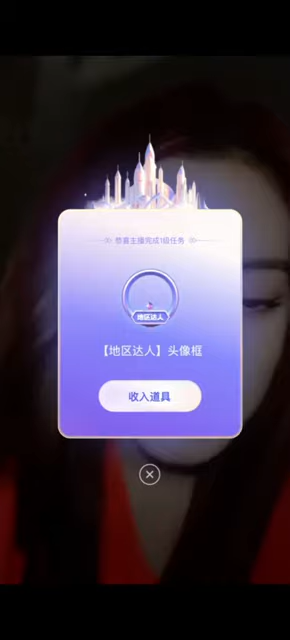 恭喜主播完成1级任务
地区达人
【地区达人】头像框
收入道具